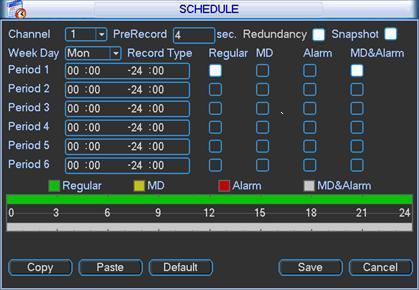 SCHEDULE
Channel 1 PreRecord 4 sec. Redundancy Snapshot
Week Day Mon Record Type Regular MD Alarm MD&Alarm
Period 1 00 :00 -24 :00
Period 2 00 :00 -24 :00
Period 3 00 :00 -24 :00
Period 4 00 :00 -24 :00
Period 5 00 :00 -24 :00
Period 6 00 :00 -24 :00
Regular MD Alarm MD&Alarm
0 3 6 9 12 15 18 21 24
Copy Paste Default Save Cancel